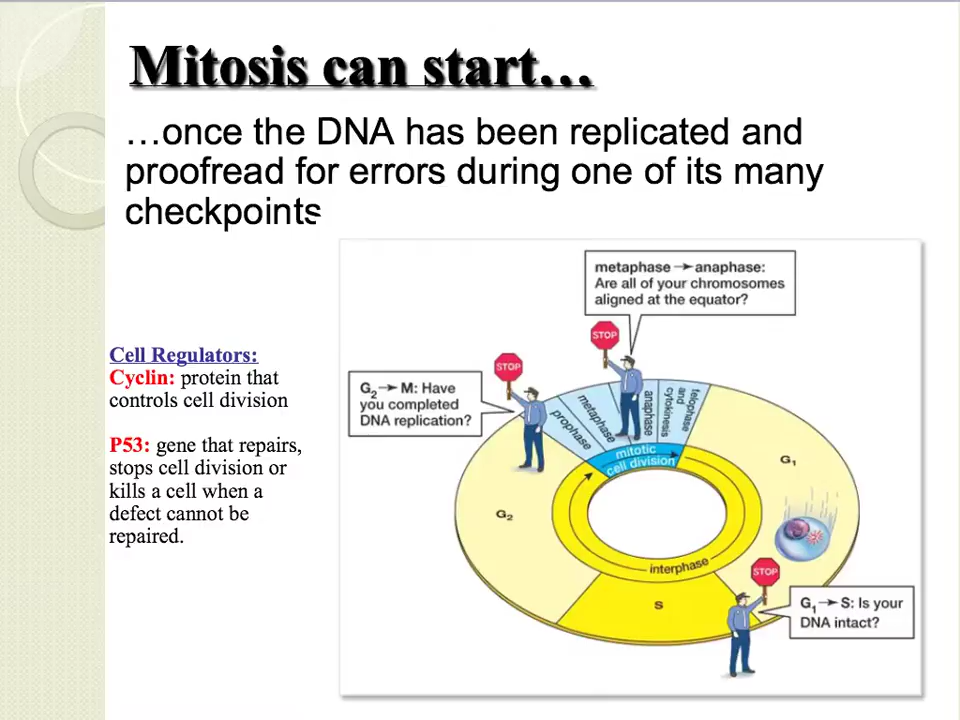 Mitosis can start…
…once the DNA has been replicated and
proofread for errors during one of its many
checkpoints
metaphase → anaphase:
Are all of your chromosomes
aligned at the equator?
STOP
STOP
Cell Regulators:
Cyclin: protein that
controls cell division
P53: gene that repairs,
stops cell division or
kills a cell when a
defect cannot be
repaired.
G₂ → M: Have
you completed
DNA replication?
prophase
metaphase
anaphase
telophase
and
cytokinesis
mitotic
cell division
G₁
G₂
interphase
STOP
S
G₁ → S: Is your
DNA intact?